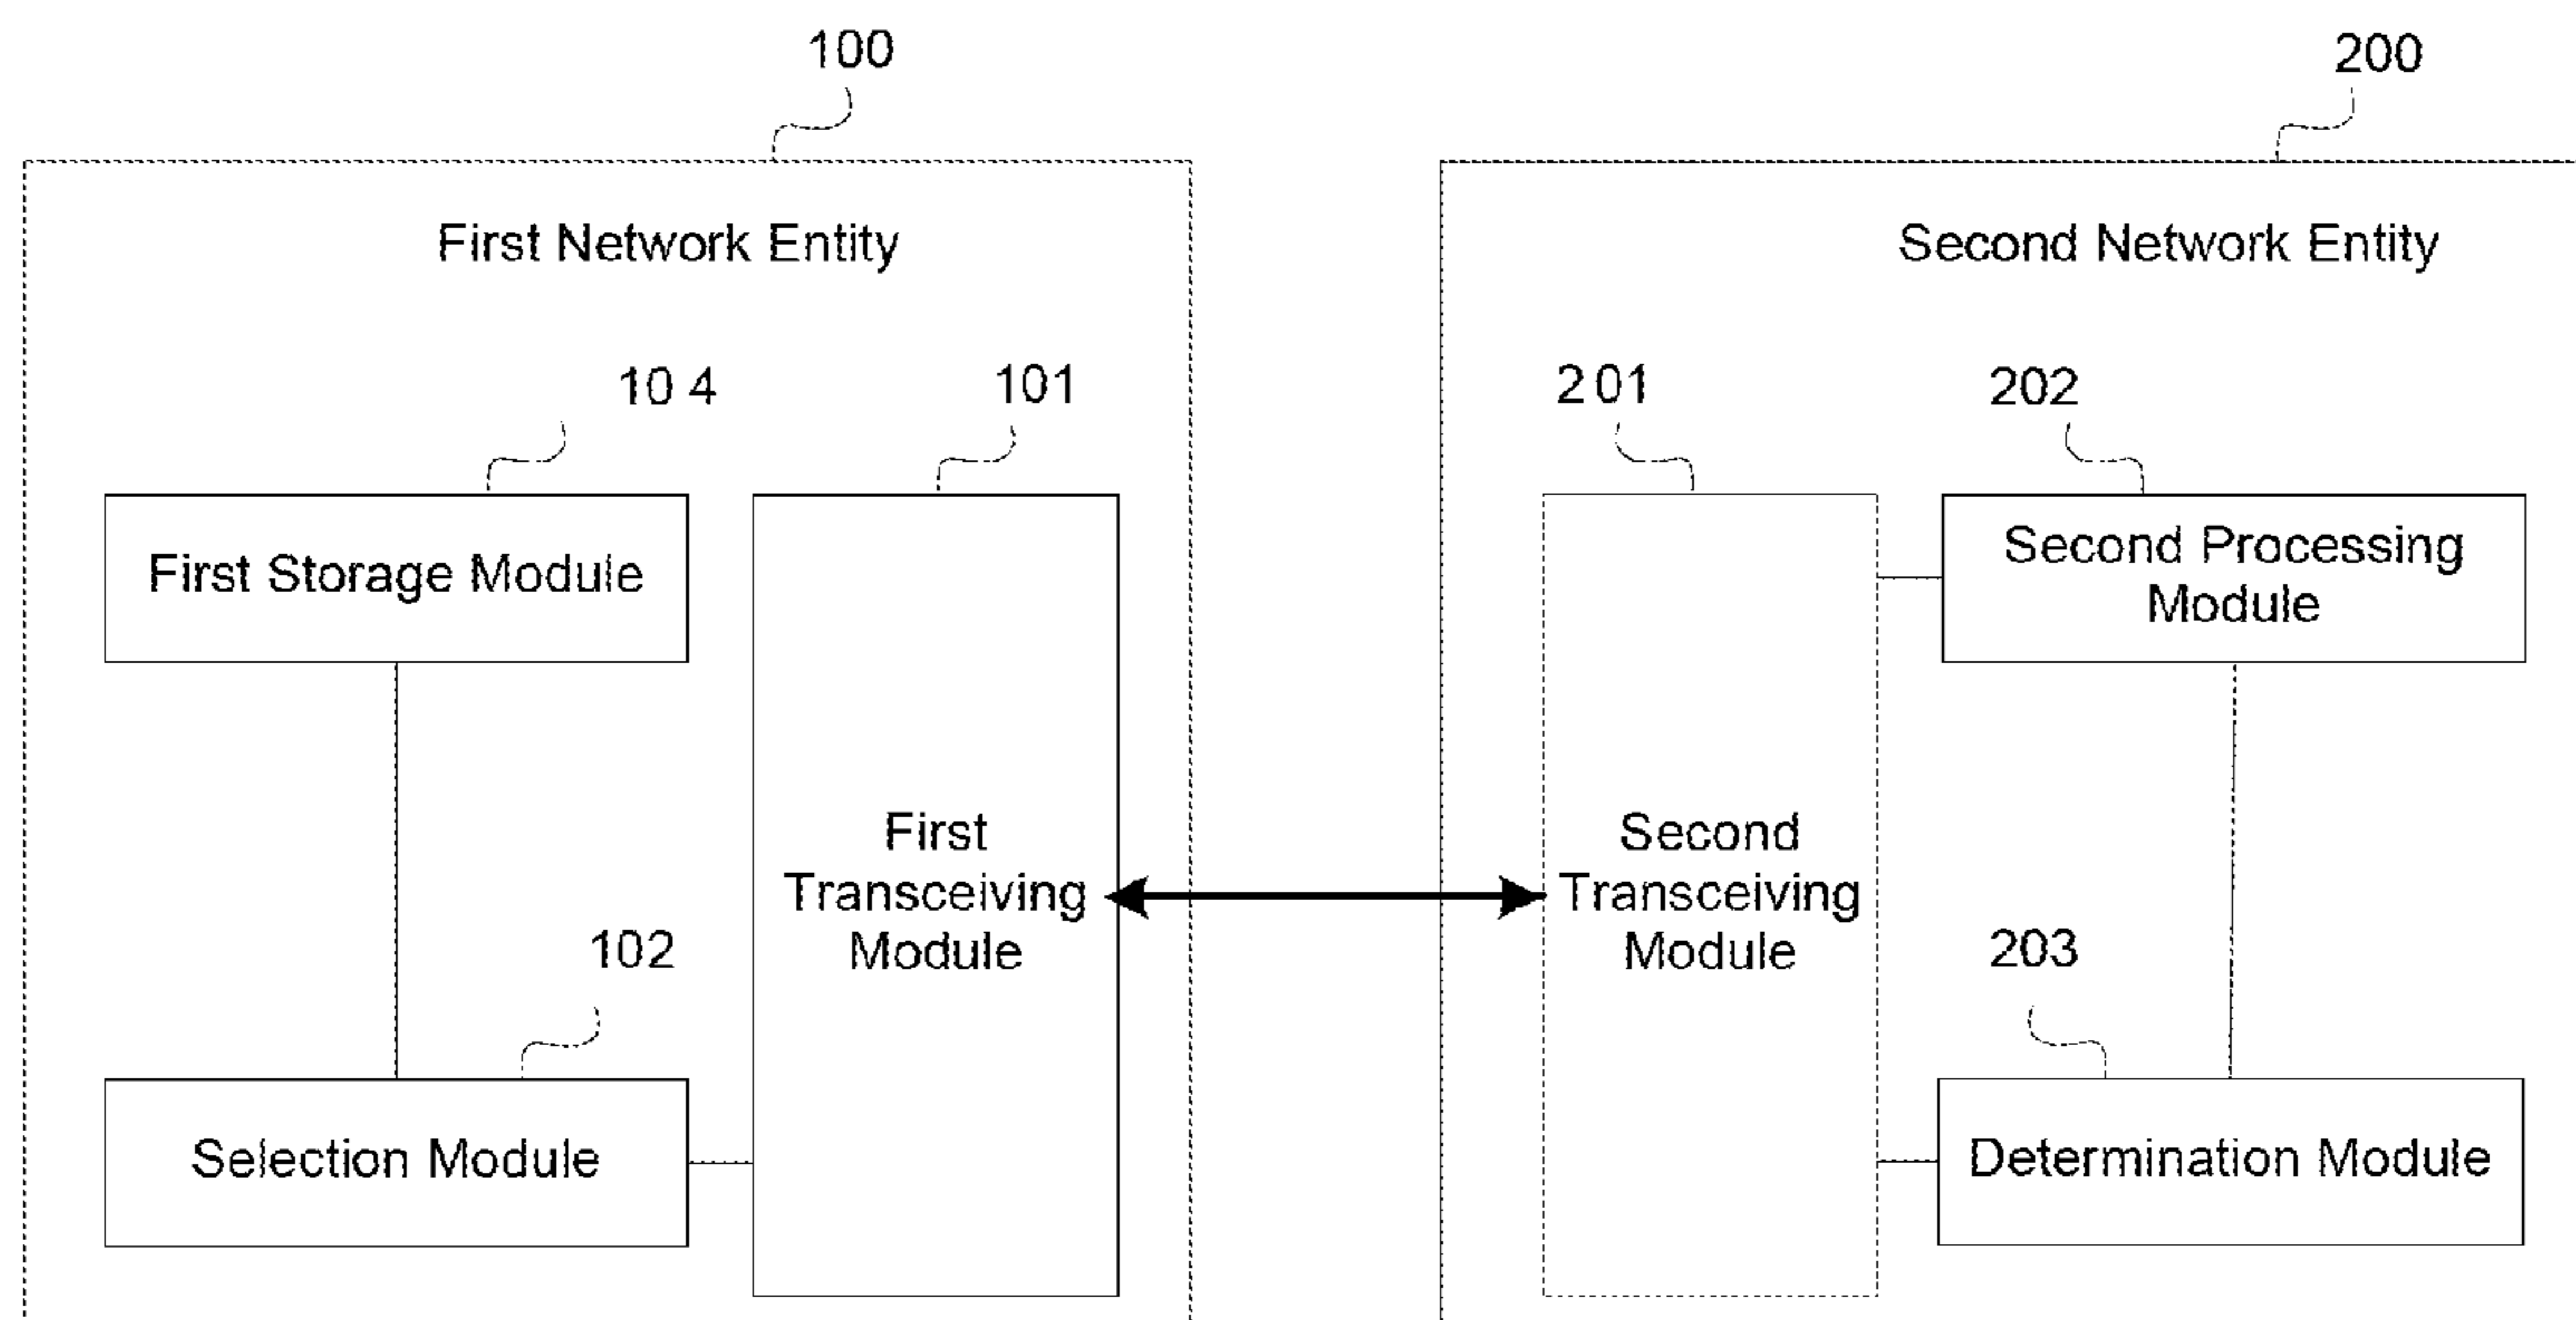 100
200
First Network Entity
Second Network Entity
10 4
101
2 01
202
First Storage Module
Second Processing
Module
First
Transceiving
Module
Second
Transceiving
Module
102
203
Selection Module
Determination Module